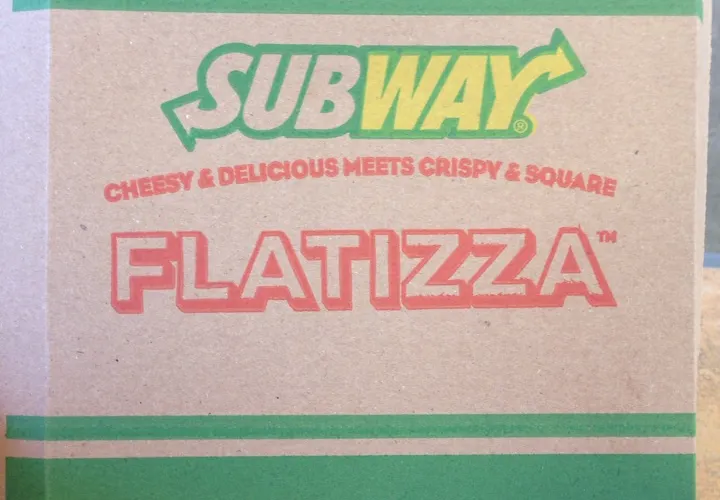 SUBWAY®
CHEESY & DELICIOUS MEETS CRISPY & SQUARE
FLATIZZA™